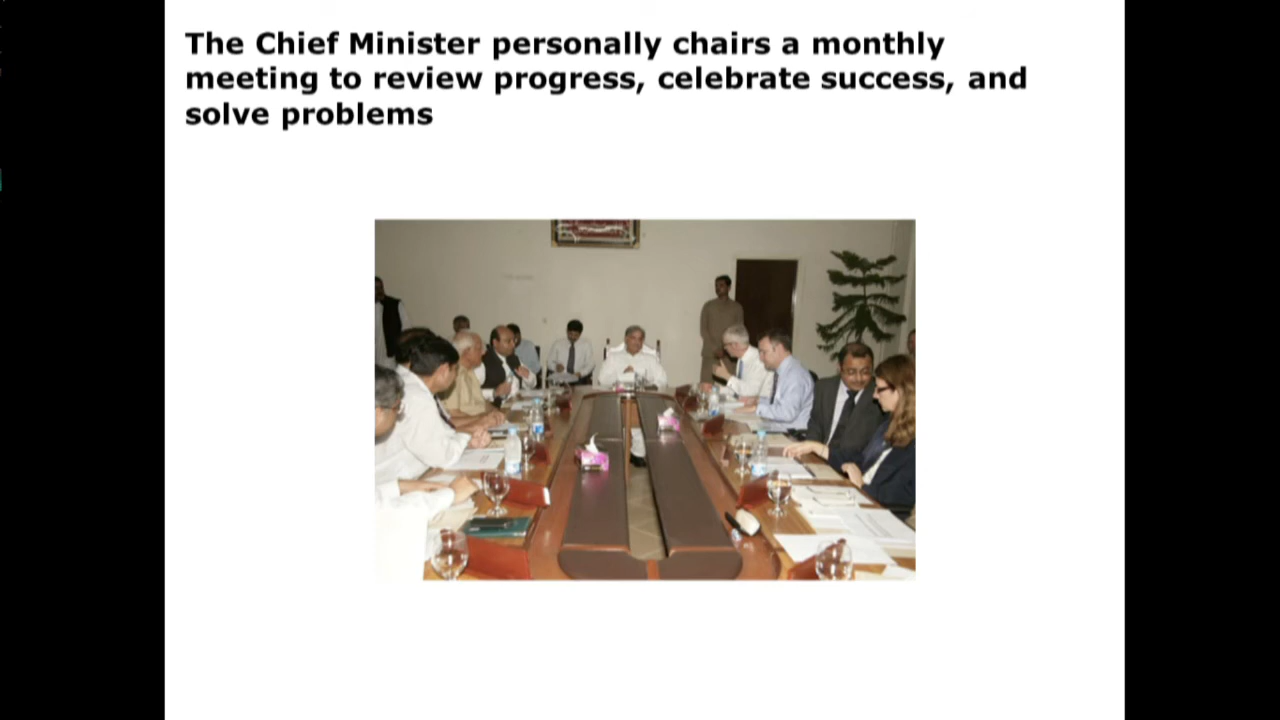 The Chief Minister personally chairs a monthly
meeting to review progress, celebrate success, and
solve problems